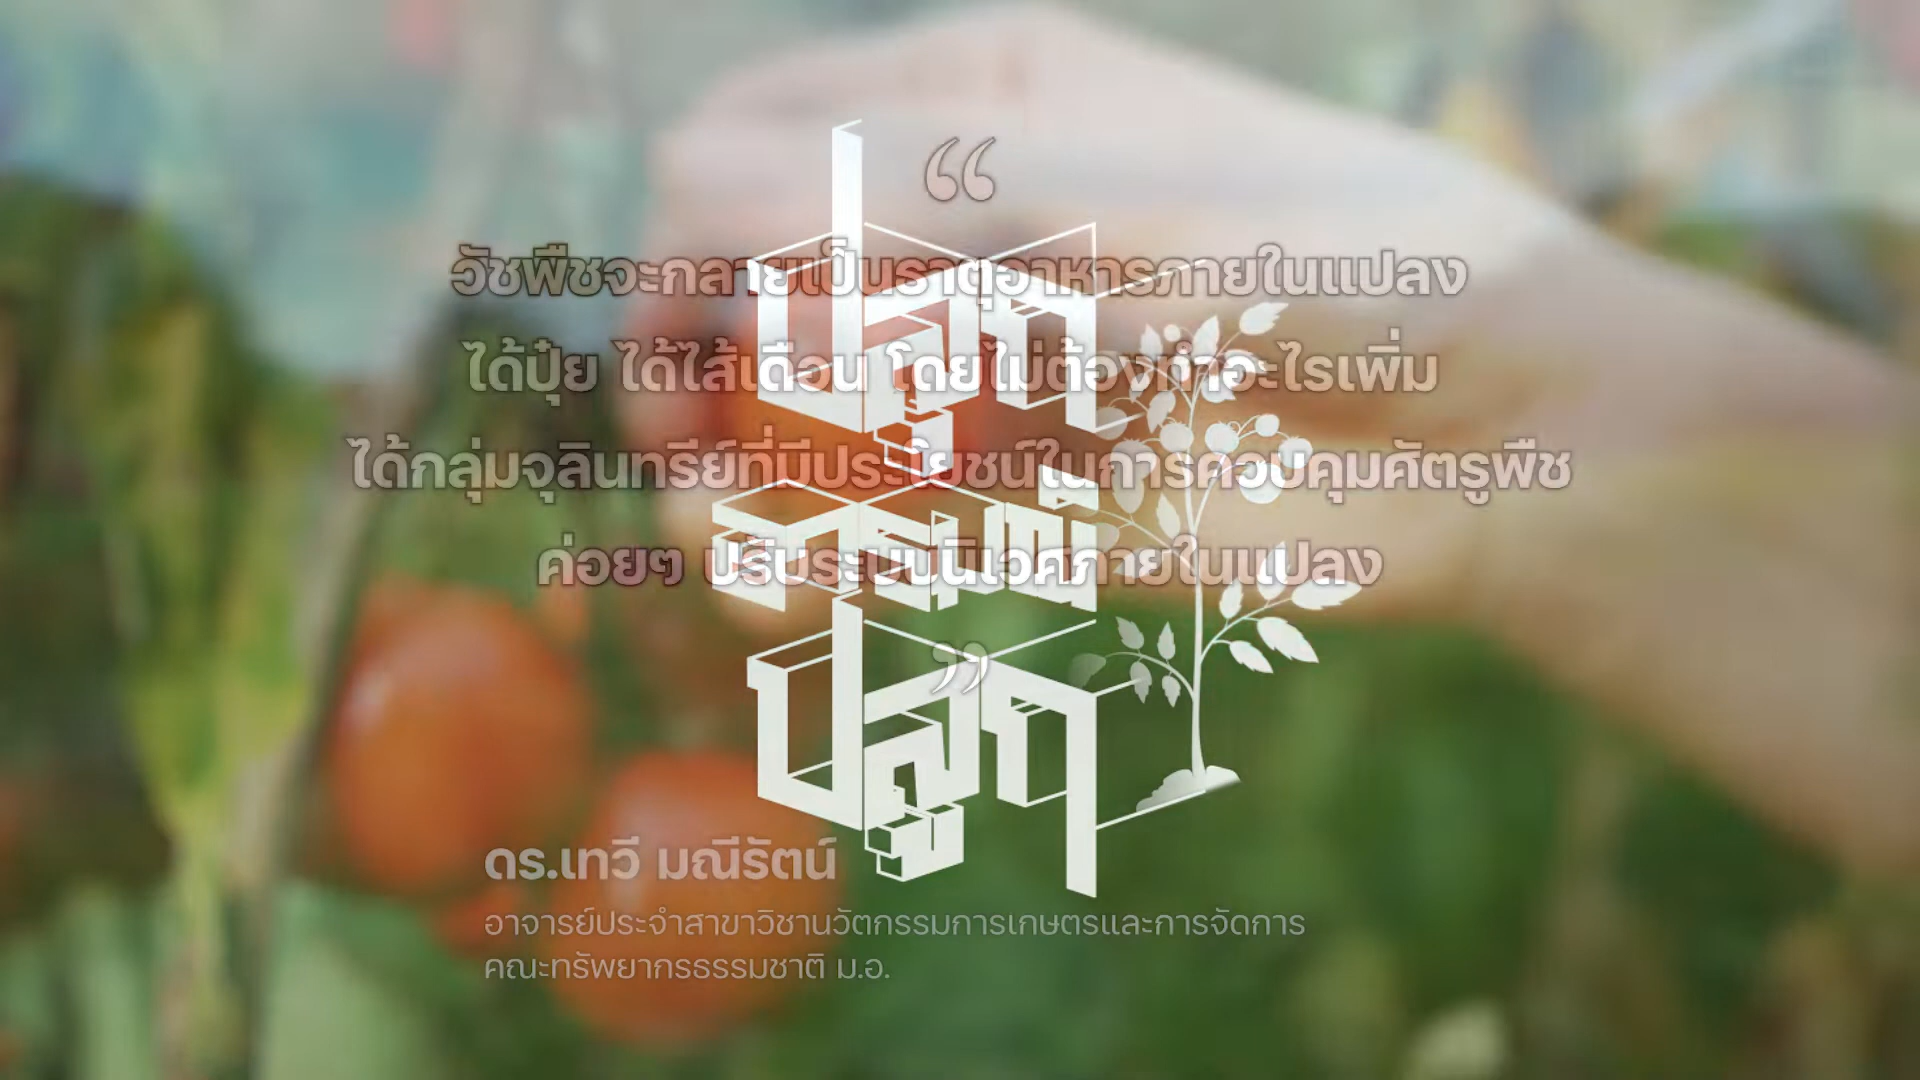 “
วัชพืชจะกลายเป็นธาตุอาหารภายในแปลง
ได้ปุ๋ย ได้ไส้เดือน โดยไม่ต้องทำอะไรเพิ่ม
ได้กลุ่มจุลินทรีย์ที่มีประโยชน์ในการควบคุมศัตรูพืช
ค่อยๆ ปรับระบบนิเวศภายในแปลง
”
ปลูก
ปลูก
ดร.เทวี มณีรัตน์
อาจารย์ประจำสาขาวิชานวัตกรรมการเกษตรและการจัดการ
คณะทรัพยากรธรรมชาติ ม.อ.